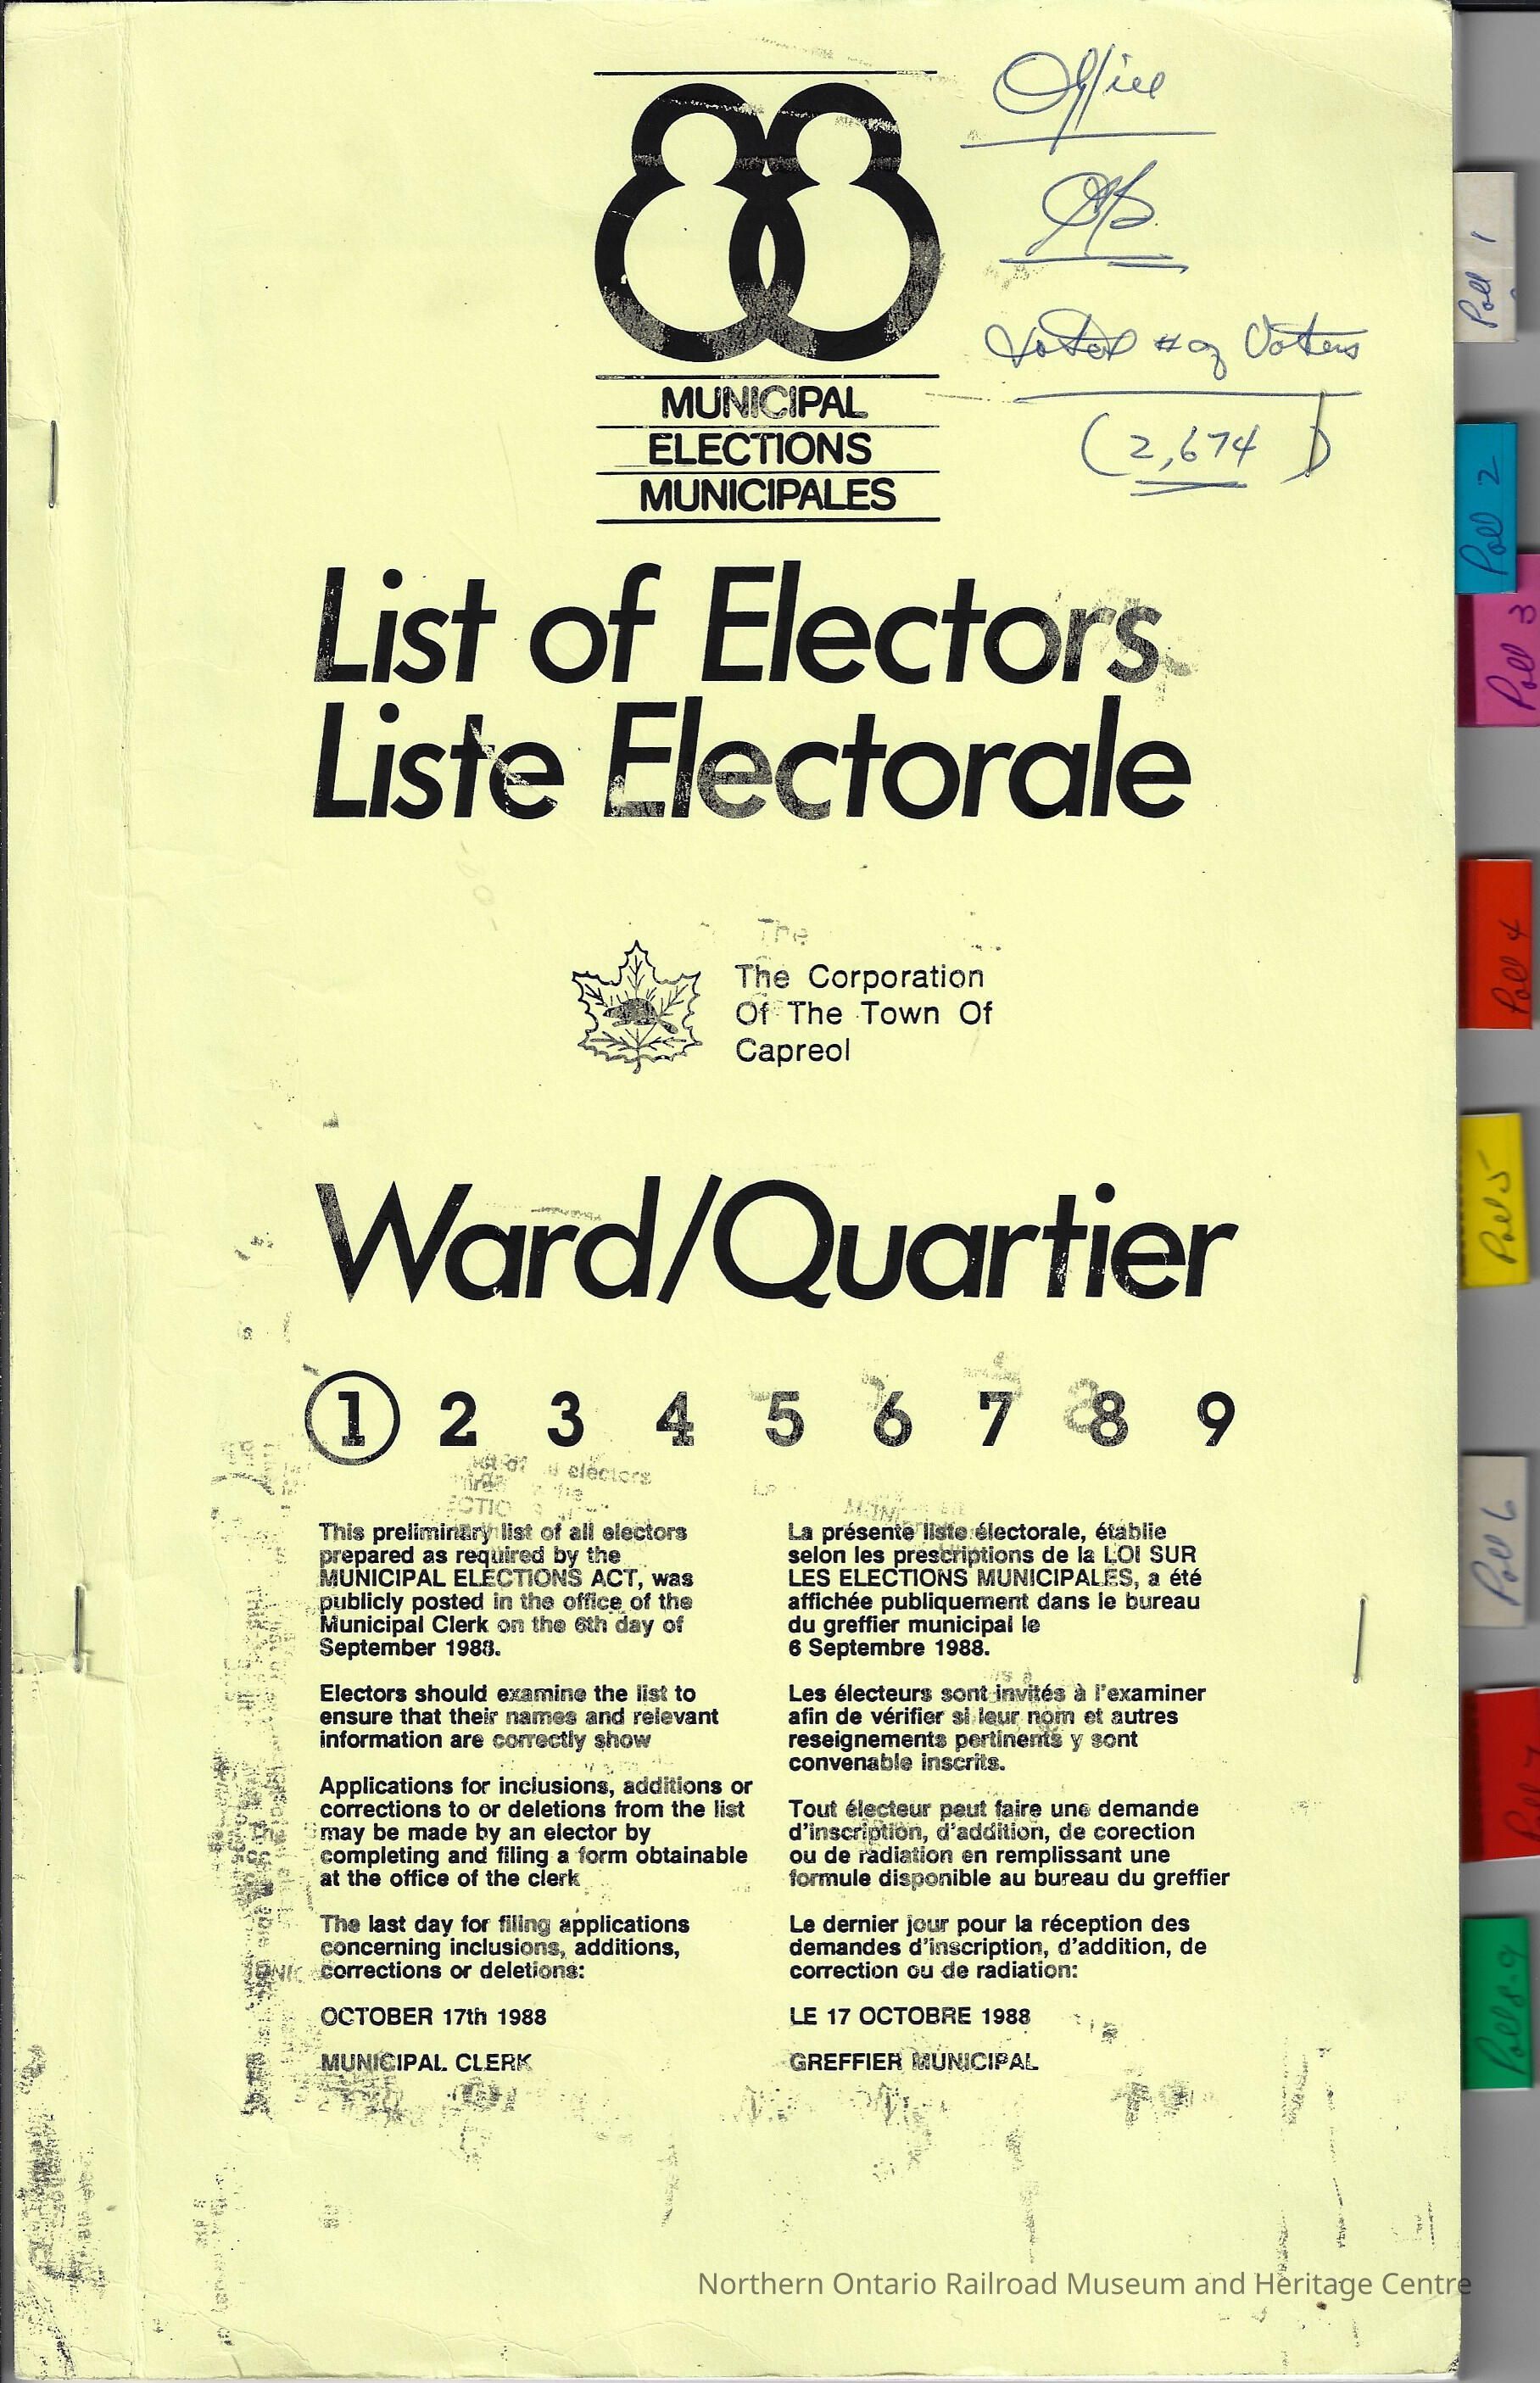 Office
88
Total # of Voters
(2,674)
MUNICIPAL
ELECTIONS
MUNICIPALES
List of Electors
Liste Electorale
The Corporation
Of The Town Of
Capreol
Ward/Quartier
1 2 3 4 5 6 7 8 9
This preliminary list of all electors
prepared as required by the
MUNICIPAL ELECTIONS ACT, was
publicly posted in the office of the
Municipal Clerk on the 6th day of
September 1988.
Electors should examine the list to
ensure that their names and relevant
information are correctly show
Applications for inclusions, additions or
corrections to or deletions from the list
may be made by an elector by
completing and filing a form obtainable
at the office of the clerk
The last day for filing applications
concerning inclusions, additions,
corrections or deletions:
OCTOBER 17th 1988
MUNICIPAL CLERK
La présente liste électorale, établie
selon les prescriptions de la LOI SUR
LES ELECTIONS MUNICIPALES, a été
affichée publiquement dans le bureau
du greffier municipal le
6 Septembre 1988.
Les électeurs sont invités à l'examiner
afin de vérifier si leur nom et autres
reseignements pertinents y sont
convenable inscrits.
Tout électeur peut faire une demande
d'inscription, d'addition, de corection
ou de radiation en remplissant une
formule disponible au bureau du greffier
Le dernier jour pour la réception des
demandes d'inscription, d'addition, de
correction ou de radiation:
LE 17 OCTOBRE 1988
GREFFIER MUNICIPAL
Poll 1
Poll 2
Poll 3
Poll 4
Poll 5
Poll 6
Poll 8-9
Northern Ontario Railroad Museum and Heritage Centre